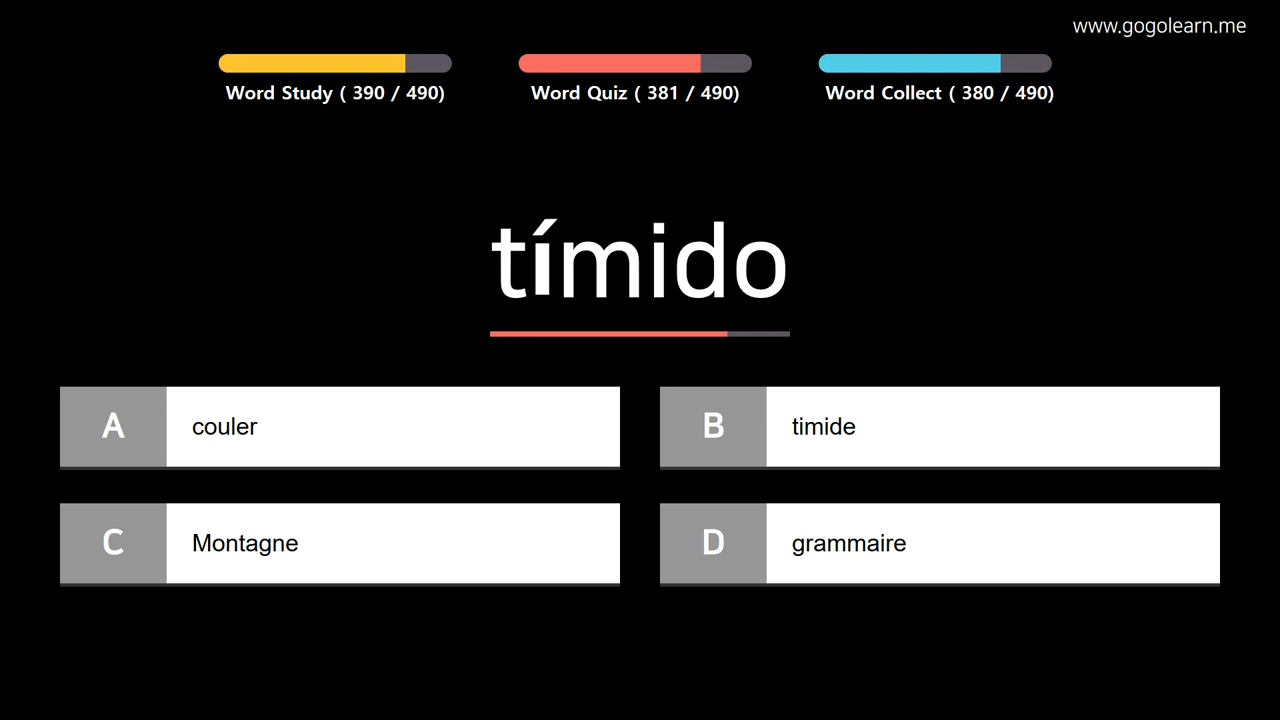 www.gogolearn.me
Word Study ( 390 / 490)
Word Quiz ( 381 / 490)
Word Collect ( 380 / 490)
tímido
A couler
B timide
C Montagne
D grammaire